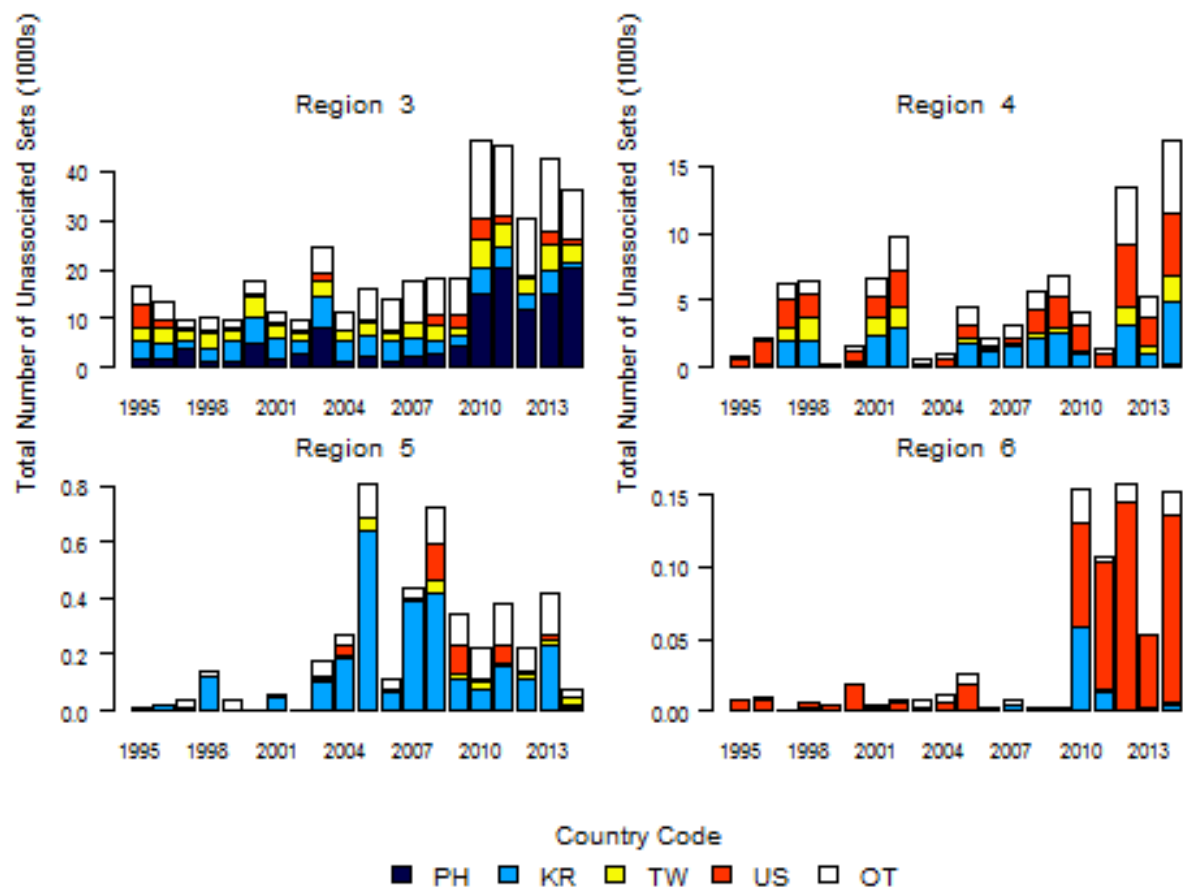 Total Number of Unassociated Sets (1000s)
Region 3
40
30
20
10
0
1995 1998 2001 2004 2007 2010 2013
Total Number of Unassociated Sets (1000s)
Region 4
15
10
5
0
1995 1998 2001 2004 2007 2010 2013
Region 5
0.8
0.6
0.4
0.2
0.0
1995 1998 2001 2004 2007 2010 2013
Region 6
0.15
0.10
0.05
0.00
1995 1998 2001 2004 2007 2010 2013
Country Code
PH KR TW US OT